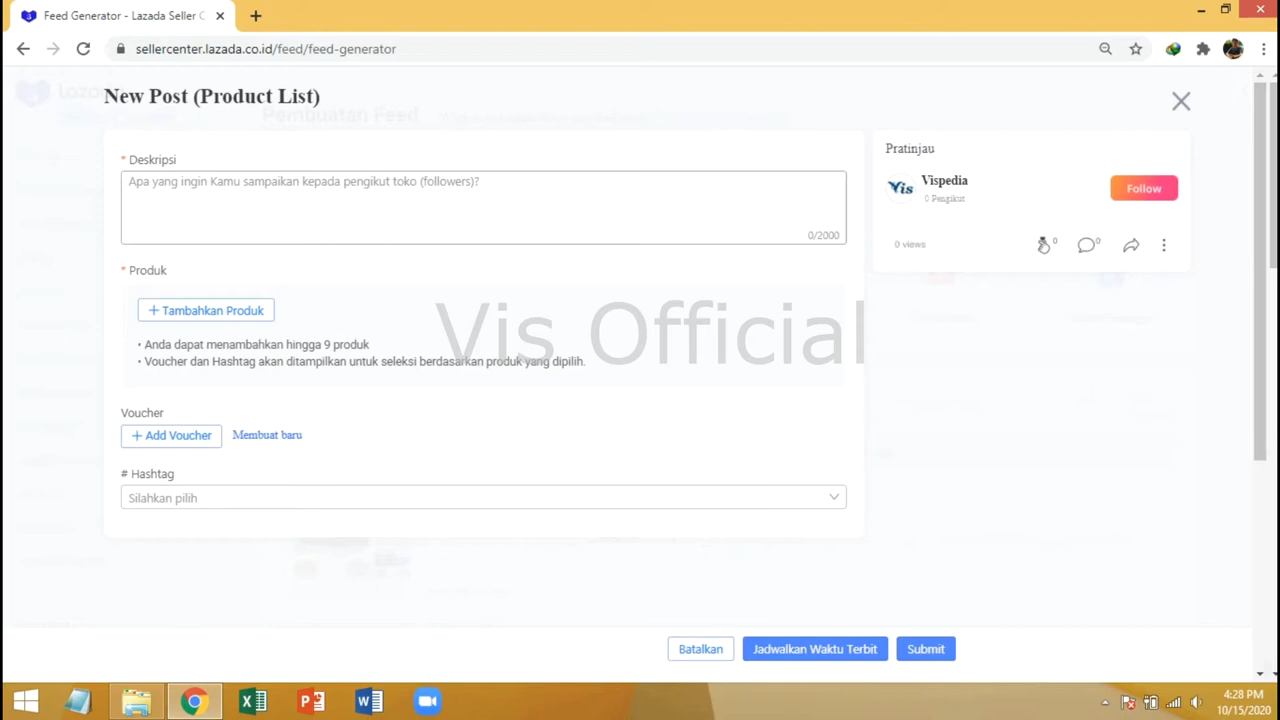 Feed Generator - Lazada Seller C
sellercenter.lazada.co.id/feed/feed-generator
New Post (Product List)
Pembuatan Feed
* Deskripsi
Apa yang ingin Kamu sampaikan kepada pengikut toko (followers)?
0/2000
* Produk
+ Tambahkan Produk
• Anda dapat menambahkan hingga 9 produk
• Voucher dan Hashtag akan ditampilkan untuk seleksi berdasarkan produk yang dipilih.
Vis Official
Voucher
+ Add Voucher
Membuat baru
# Hashtag
Silahkan pilih
Pratinjau
Vis
Vispedia
0 Pengikut
Follow
0 views
0
0
Batalkan
Jadwalkan Waktu Terbit
Submit
4:28 PM
10/15/2020